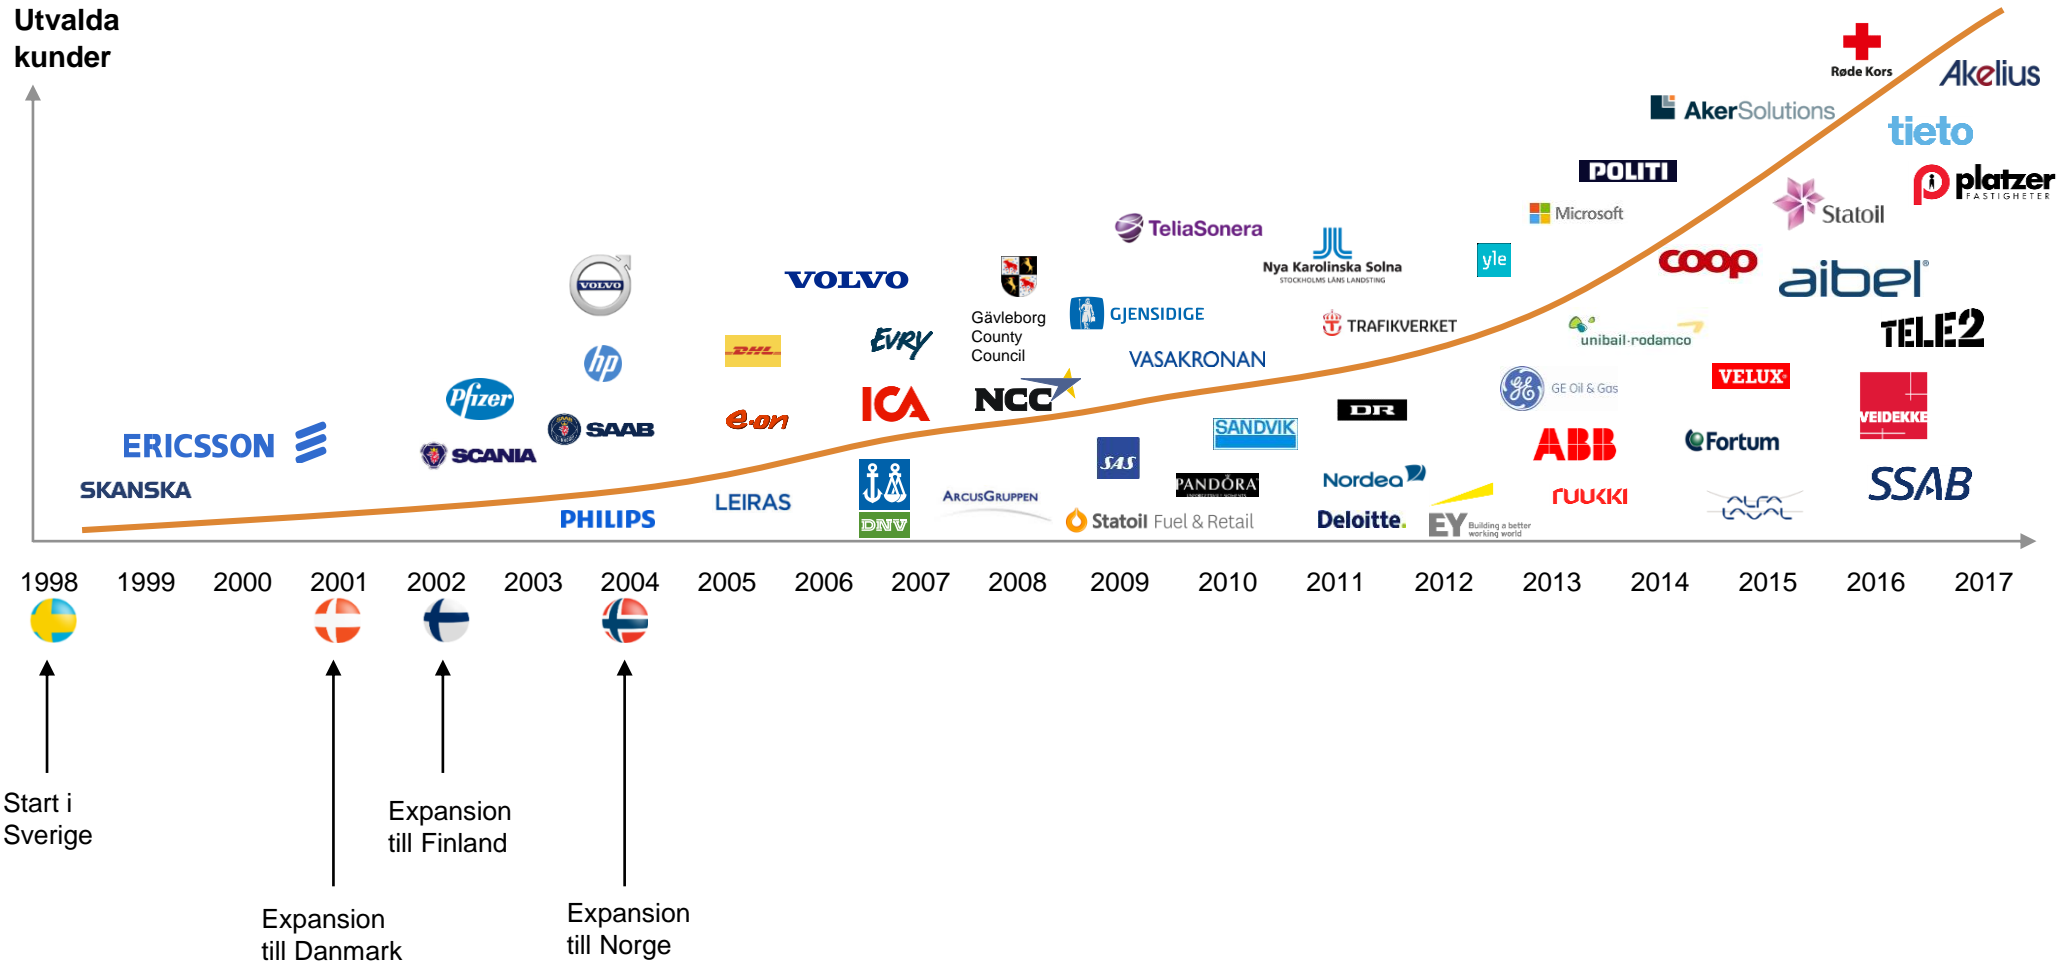 Utvalda
kunder
Røde Kors
Akelius
AkerSolutions
tieto
POLITI
platzer
FASTIGHETER
Microsoft
Statoil
TeliaSonera
Nya Karolinska Solna
STOCKHOLMS LÄNS LANDSTING
yle
coop
aibel
VOLVO
VOLVO
Gävleborg
County
Council
GJENSIDIGE
TRAFIKVERKET
unibail·rodamco
TELE2
DHL
EVRY
VASAKRONAN
hp
Pfizer
NCC
GE Oil & Gas
VELUX
e·on
ICA
SANDVIK
DR
VEIDEKKE
ERICSSON
SCANIA
SAAB
SAS
ABB
Fortum
SKANSKA
PHILIPS
LEIRAS
DNV
ARCUSGRUPPEN
PANDÓRA
Statoil Fuel & Retail
Nordea
Deloitte.
EY Building a better
working world
ruukki
ALFA
LAVAL
SSAB
1998 1999 2000 2001 2002 2003 2004 2005 2006 2007 2008 2009 2010 2011 2012 2013 2014 2015 2016 2017
Start i
Sverige
Expansion
till Danmark
Expansion
till Finland
Expansion
till Norge